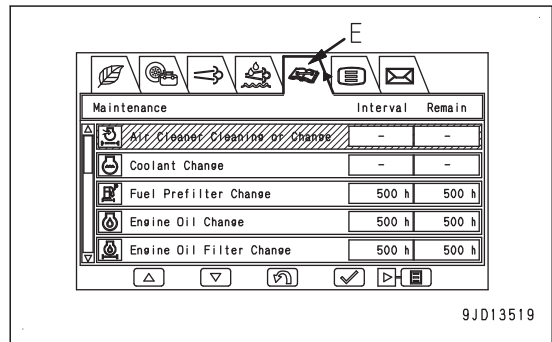 E
Maintenance Interval Remain
Air Cleaner Cleaning or Change - -
Coolant Change - -
Fuel Prefilter Change 500 h 500 h
Engine Oil Change 500 h 500 h
Engine Oil Filter Change 500 h 500 h
9JD13519